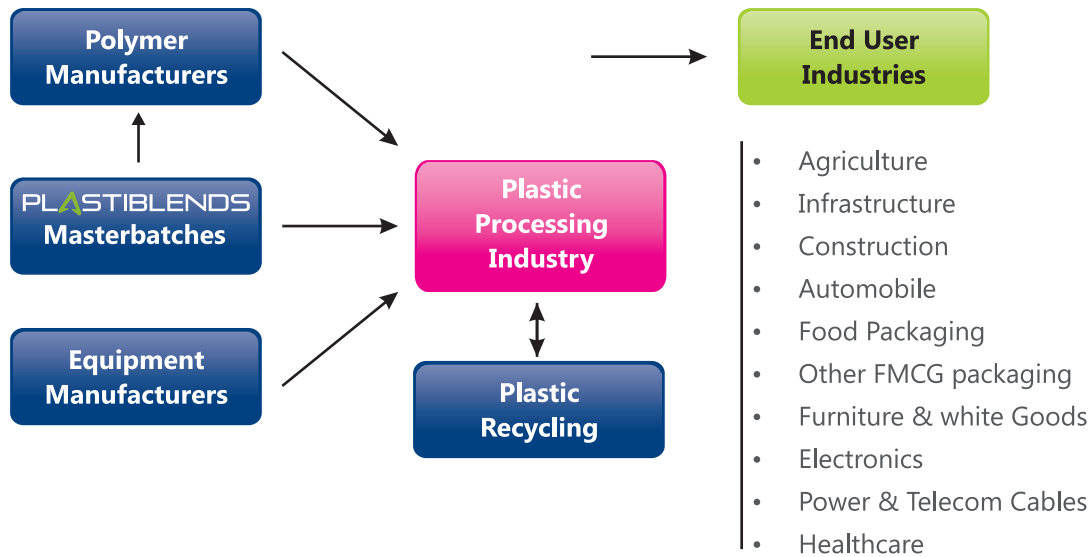 Polymer
Manufacturers
PLASTIBLENDS
Masterbatches
Equipment
Manufacturers
Plastic
Processing
Industry
Plastic
Recycling
End User
Industries
• Agriculture
• Infrastructure
• Construction
• Automobile
• Food Packaging
• Other FMCG packaging
• Furniture & white Goods
• Electronics
• Power & Telecom Cables
• Healthcare